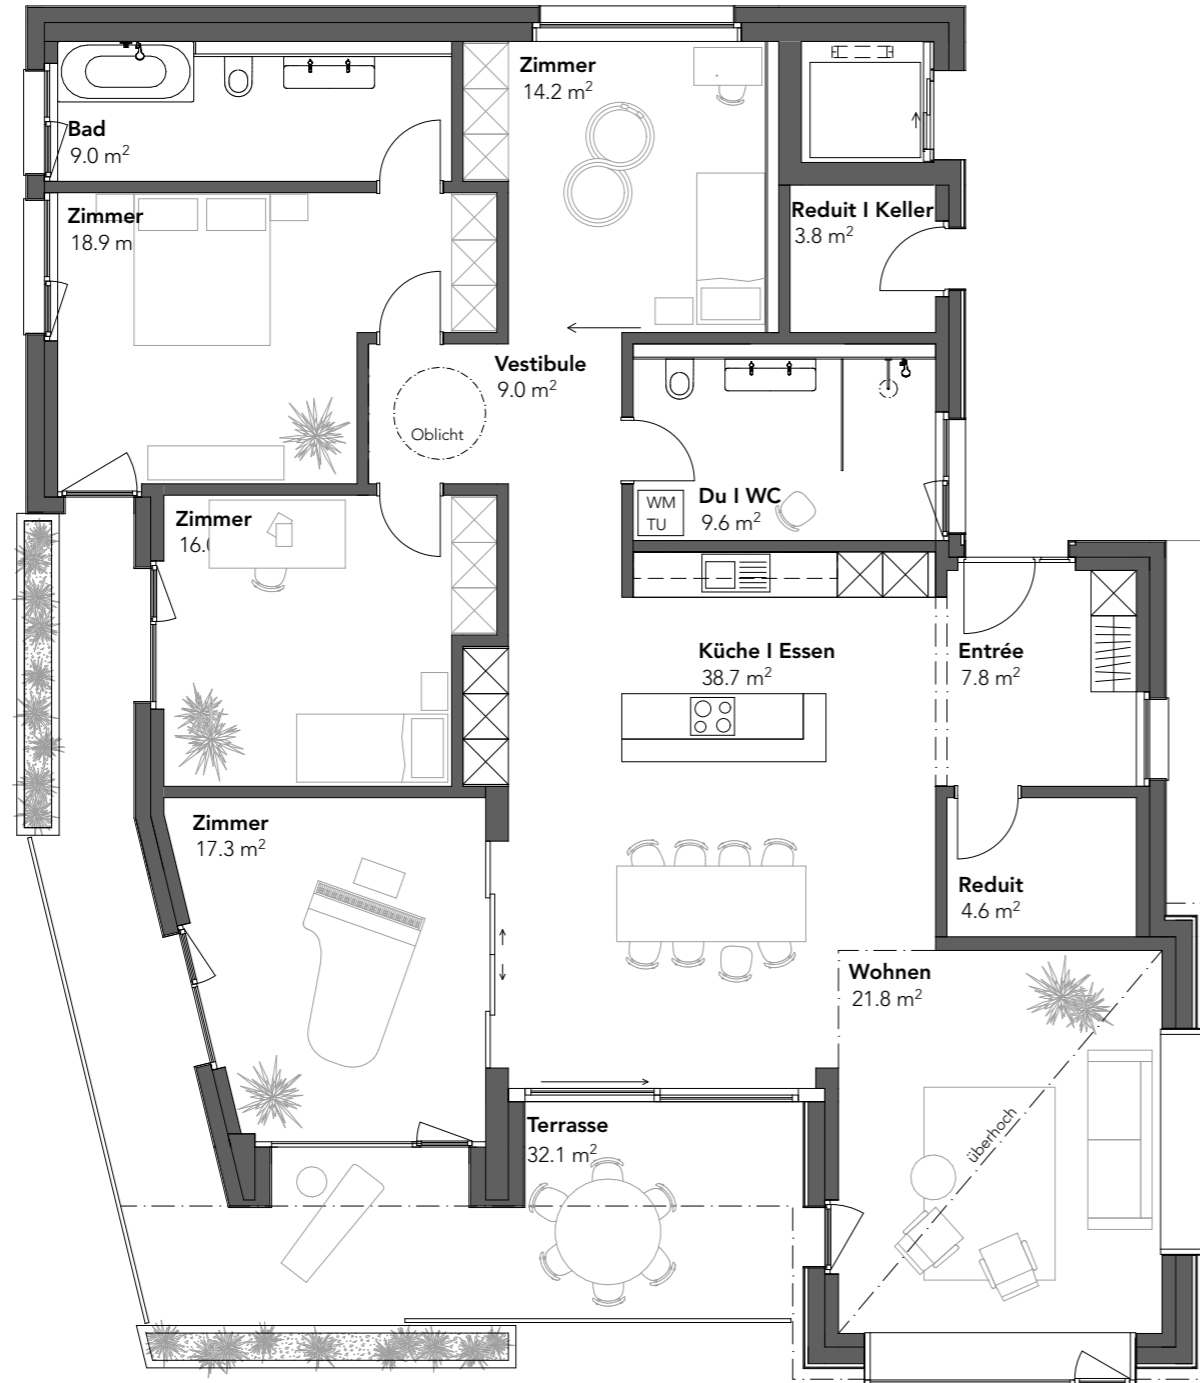 Zimmer
14.2 m²
Bad
9.0 m²
Zimmer
18.9 m
Reduit I Keller
3.8 m²
Vestibule
9.0 m²
Oblicht
Zimmer
16.
WM
TU
Du I WC
9.6 m²
Küche I Essen
38.7 m²
Entrée
7.8 m²
Zimmer
17.3 m²
Reduit
4.6 m²
Wohnen
21.8 m²
überhoch
Terrasse
32.1 m²